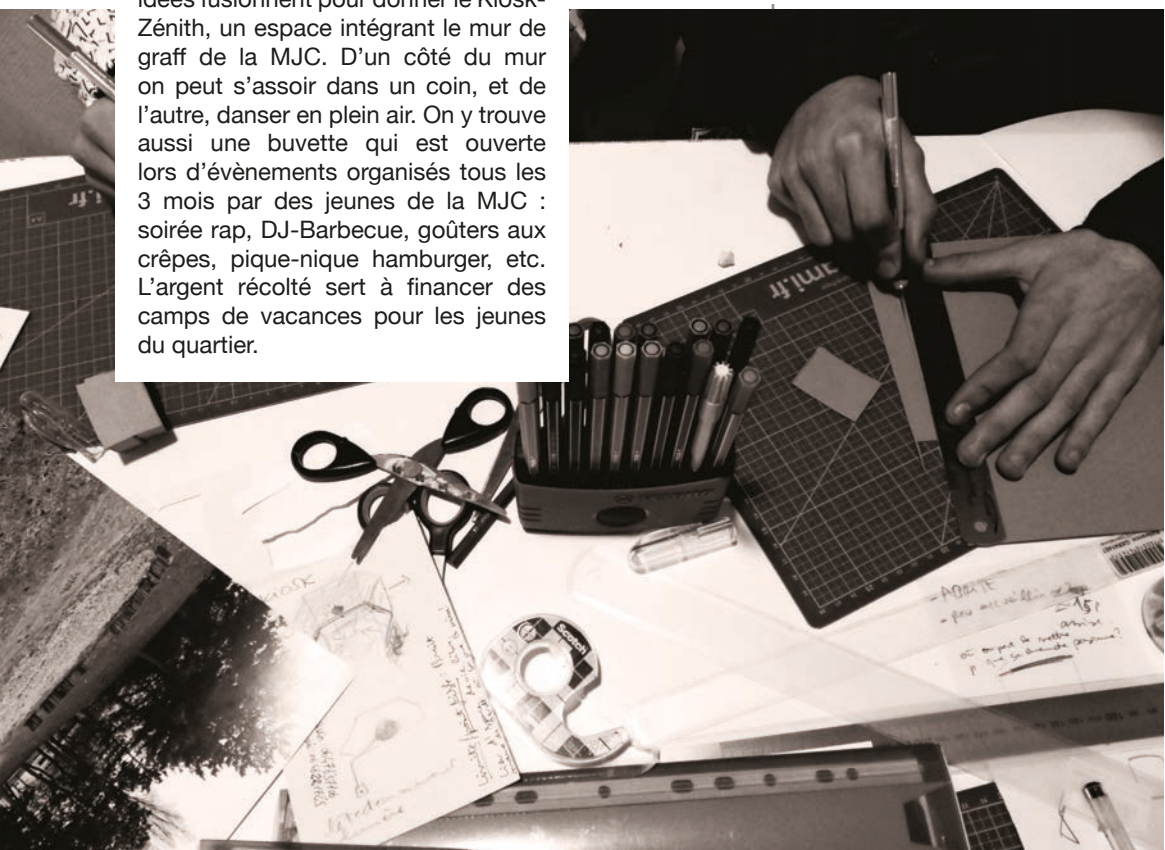 idées fusionnent pour donner le Kiosk-
Zénith, un espace intégrant le mur de
graff de la MJC. D’un côté du mur
on peut s’assoir dans un coin, et de
l’autre, danser en plein air. On y trouve
aussi une buvette qui est ouverte
lors d’évènements organisés tous les
3 mois par des jeunes de la MJC :
soirée rap, DJ-Barbecue, goûters aux
crêpes, pique-nique hamburger, etc.
L’argent récolté sert à financer des
camps de vacances pour les jeunes
du quartier.
ami.fr
KIOSK
Scotch